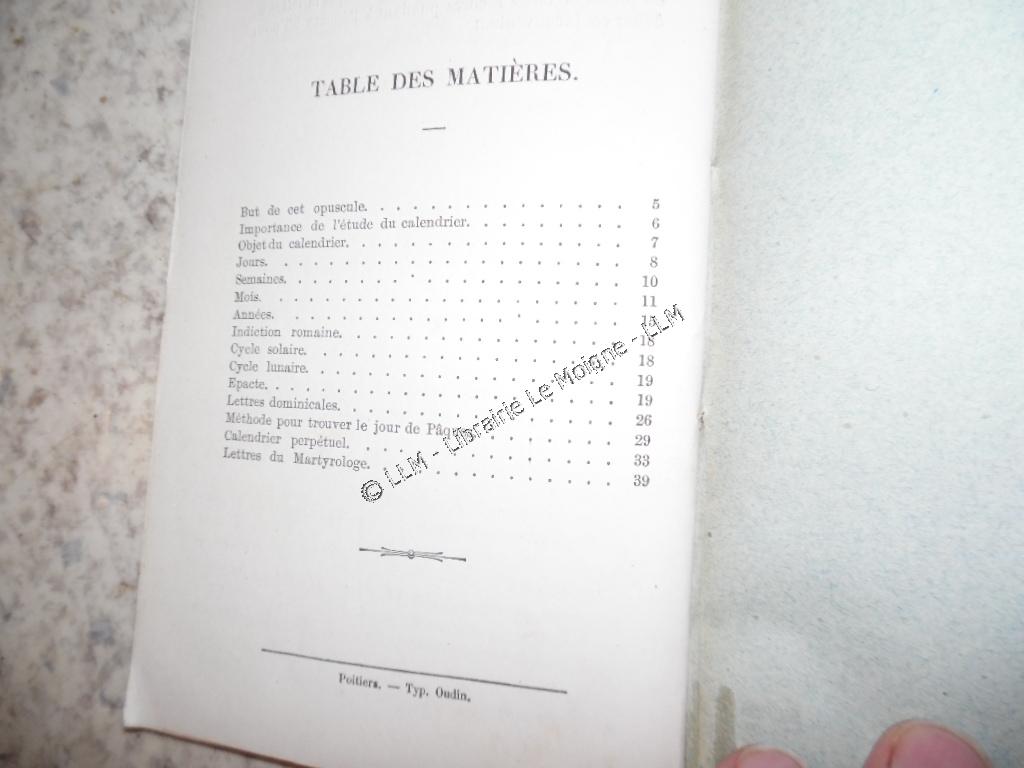 TABLE DES MATIÈRES.
But de cet opuscule. . . . . . . . . . . . . . . 5
Importance de l'étude du calendrier. . . . . . . . . 6
Objet du calendrier. . . . . . . . . . . . . . . 7
Jours. . . . . . . . . . . . . . . . . . . . 8
Semaines. . . . . . . . . . . . . . . . . . . 10
Mois. . . . . . . . . . . . . . . . . . . . 11
Années. . . . . . . . . . . . . . . . . . . 15
Indiction romaine. . . . . . . . . . . . . . . 18
Cycle solaire. . . . . . . . . . . . . . . . . 18
Cycle lunaire. . . . . . . . . . . . . . . . . 19
Epacte. . . . . . . . . . . . . . . . . . . 19
Lettres dominicales. . . . . . . . . . . . . . . 26
Méthode pour trouver le jour de . . . . . . . . . 29
Calendrier perpétuel. . . . . . . . . . . . . . 33
Lettres du Martyrologe. . . . . . . . . . . . . 39
© LLM - Librairie Le Moigne - LLM
Poitiers. — Typ. Oudin.